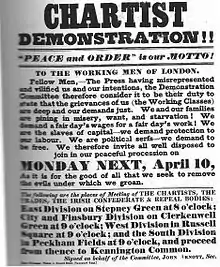 CHARTIST
DEMONSTRATION!!
"PEACE and ORDER" is our MOTTO!
TO THE WORKING MEN OF LONDON.
Fellow Men,—The Press having misrepresented
and vilified us and our intentions, the Demonstration
Committee therefore consider it to be their duty to
state that the grievances of us (the Working Classes)
are deep and our demands just. We and our families
are pining in misery, want, and starvation! We
demand a fair day's wages for a fair day's work! We
are the slaves of capital—we demand protection to
our labour. We are political serfs—we demand to
be free. We therefore invite all well disposed to
join in our peaceful procession on
MONDAY NEXT, April 10,
As it is for the good of all that we seek to remove
the evils under which we groan.
The following are the places of Meeting of THE CHARTISTS, THE
TRADES, THE IRISH CONFEDERATE & REPEAL BODIES:
East Division on Stepney Green at 8 o'clock;
City and Finsbury Division on Clerkenwell
Green at 9 o'clock; West Division in Russell
Square at 9 o'clock; and the South Division
in Peckham Fields at 9 o'clock, and proceed
from thence to Kennington Common.
Signed on behalf of the Committee, JOHN ARNOTT, Sec.